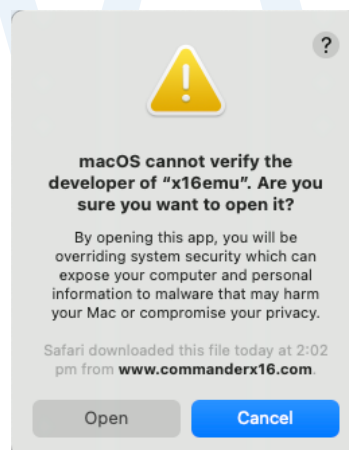 ?
!
macOS cannot verify the
developer of “x16emu”. Are you
sure you want to open it?
By opening this app, you will be
overriding system security which can
expose your computer and personal
information to malware that may harm
your Mac or compromise your privacy.
Safari downloaded this file today at 2:02
pm from www.commanderx16.com.
Open
Cancel